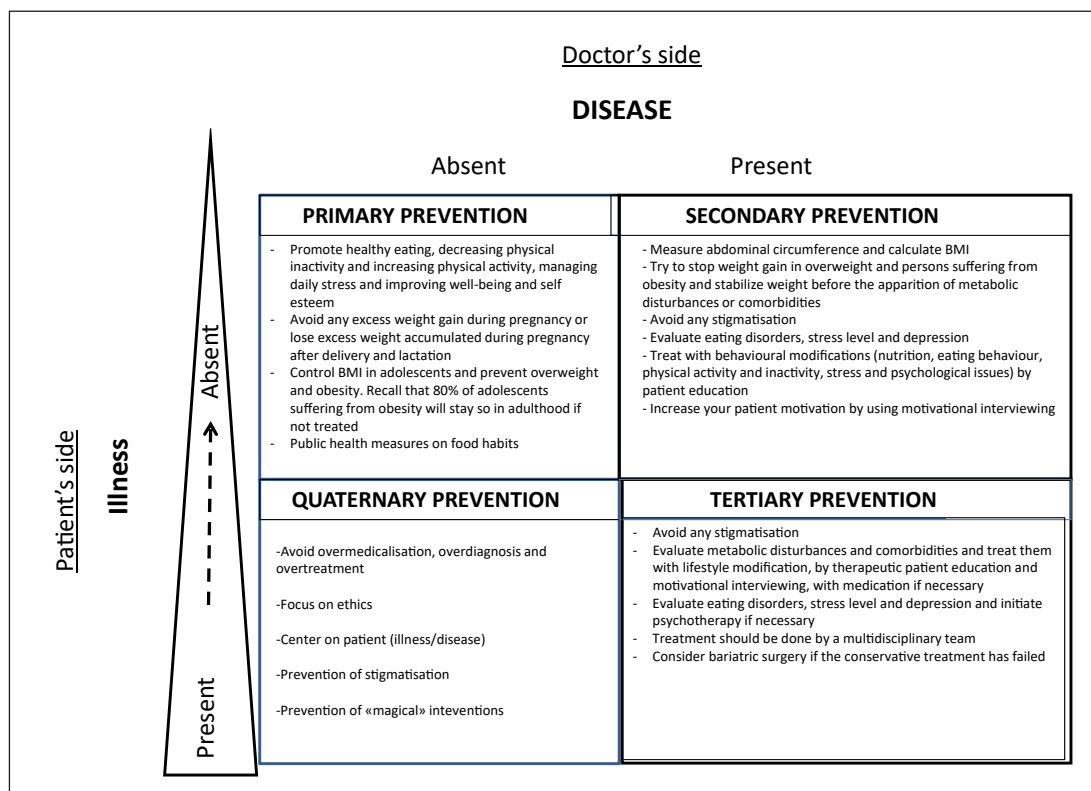 Doctor's side
DISEASE
Absent
Present
PRIMARY PREVENTION
- Promote healthy eating, decreasing physical
inactivity and increasing physical activity, managing
daily stress and improving well-being and self
esteem
- Avoid any excess weight gain during pregnancy or
lose excess weight accumulated during pregnancy
after delivery and lactation
- Control BMI in adolescents and prevent overweight
and obesity. Recall that 80% of adolescents
suffering from obesity will stay so in adulthood if
not treated
- Public health measures on food habits
SECONDARY PREVENTION
- Measure abdominal circumference and calculate BMI
- Try to stop weight gain in overweight and persons suffering from
obesity and stabilize weight before the apparition of metabolic
disturbances or comorbidities
- Avoid any stigmatisation
- Evaluate eating disorders, stress level and depression
- Treat with behavioural modifications (nutrition, eating behaviour,
physical activity and inactivity, stress and psychological issues) by
patient education
- Increase your patient motivation by using motivational interviewing
Patient's side
Illness
Absent
Present
QUATERNARY PREVENTION
-Avoid overmedicalisation, overdiagnosis and
overtreatment
-Focus on ethics
-Center on patient (illness/disease)
-Prevention of stigmatisation
-Prevention of «magical» inteventions
TERTIARY PREVENTION
- Avoid any stigmatisation
- Evaluate metabolic disturbances and comorbidities and treat them
with lifestyle modification, by therapeutic patient education and
motivational interviewing, with medication if necessary
- Evaluate eating disorders, stress level and depression and initiate
psychotherapy if necessary
- Treatment should be done by a multidisciplinary team
- Consider bariatric surgery if the conservative treatment has failed